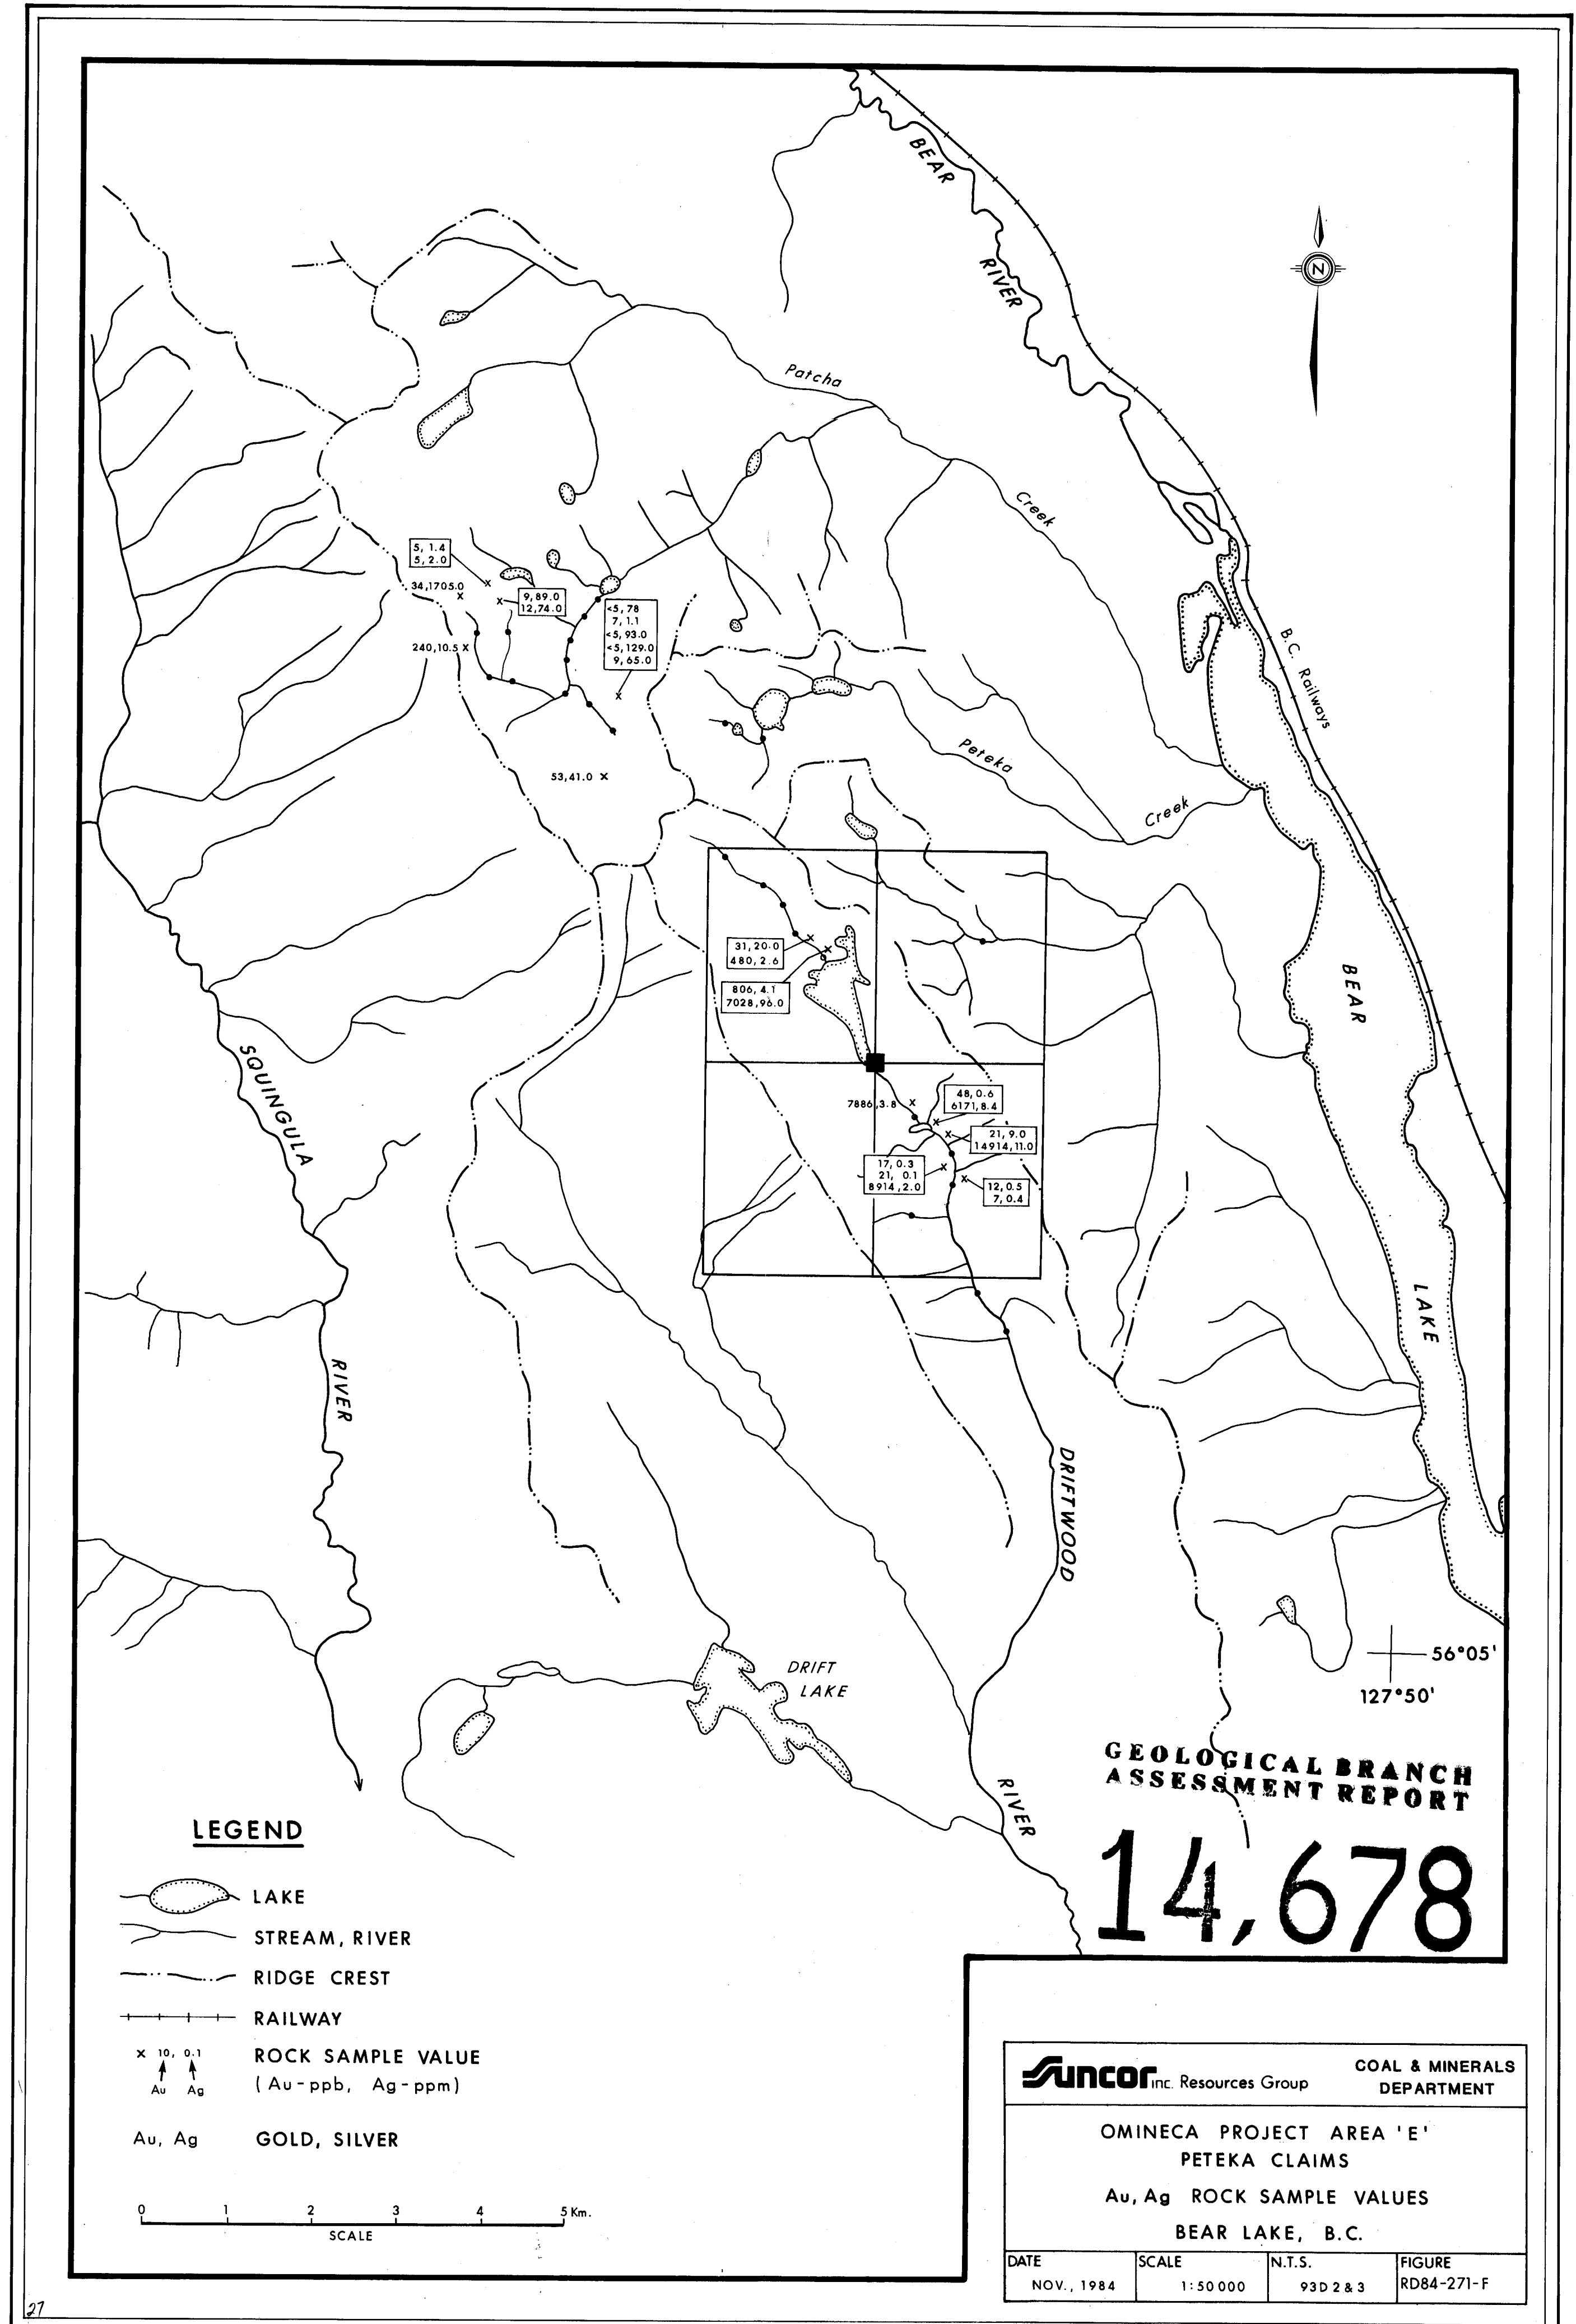 BEAR
RIVER
N
Patcha
Creek
5, 1.4
5, 2.0
34,1705.0
9,89.0
12,74.0
<5, 78
7, 1.1
<5, 93.0
<5,129.0
9, 65.0
240,10.5
B.C. Railways
Peteka
Creek
53,41.0
31, 20.0
480, 2.6
806, 4.1
7028, 96.0
BEAR
LAKE
SQUINGULA
RIVER
7886,3.8
48, 0.6
6171, 8.4
21, 9.0
14914, 11.0
17, 0.3
21, 0.1
8914, 2.0
12, 0.5
7, 0.4
DRIFTWOOD
RIVER
DRIFT
LAKE
56°05'
127°50'
GEOLOGICAL BRANCH
ASSESSMENT REPORT
14,678
LEGEND
LAKE
STREAM, RIVER
RIDGE CREST
RAILWAY
x 10, 0.1 ROCK SAMPLE VALUE
Au Ag (Au-ppb, Ag-ppm)
Au, Ag GOLD, SILVER
0 1 2 3 4 5 Km.
SCALE
Suncor Inc. Resources Group
COAL & MINERALS
DEPARTMENT
OMINECA PROJECT AREA 'E'
PETEKA CLAIMS
Au, Ag ROCK SAMPLE VALUES
BEAR LAKE, B.C.
DATE SCALE N.T.S. FIGURE
NOV., 1984 1:50000 93D 2 & 3 RD84-271-F
27